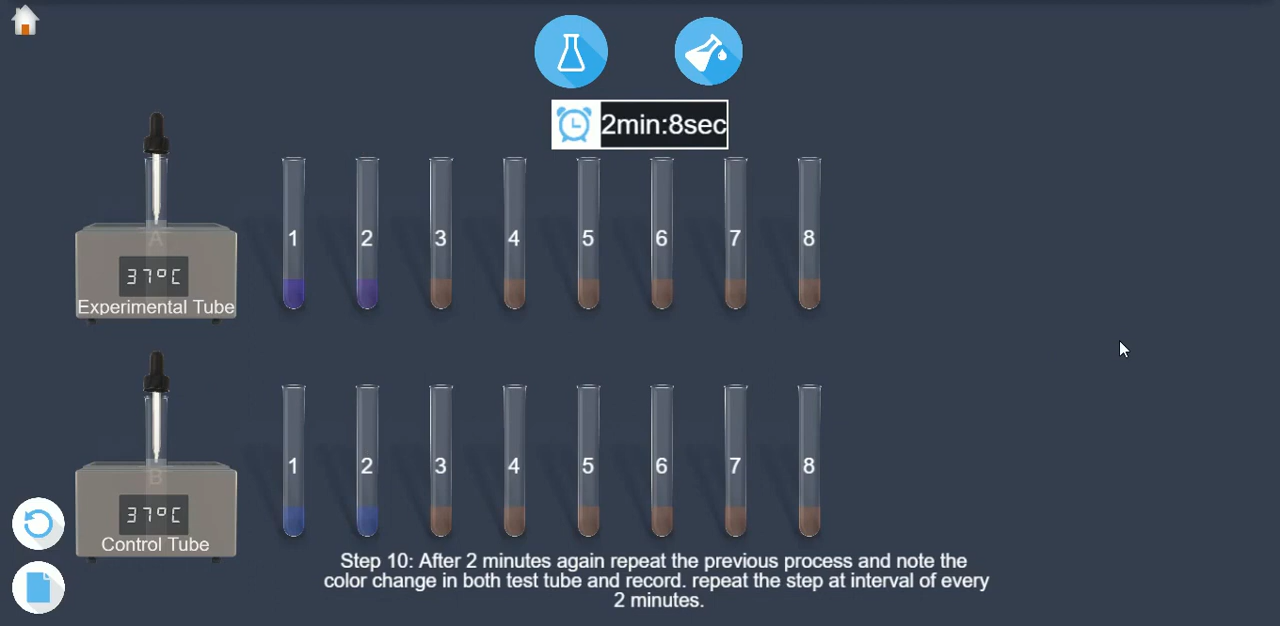 2min:8sec
A
37°C
Experimental Tube
1 2 3 4 5 6 7 8
B
37°C
Control Tube
1 2 3 4 5 6 7 8
Step 10: After 2 minutes again repeat the previous process and note the
color change in both test tube and record. repeat the step at interval of every
2 minutes.